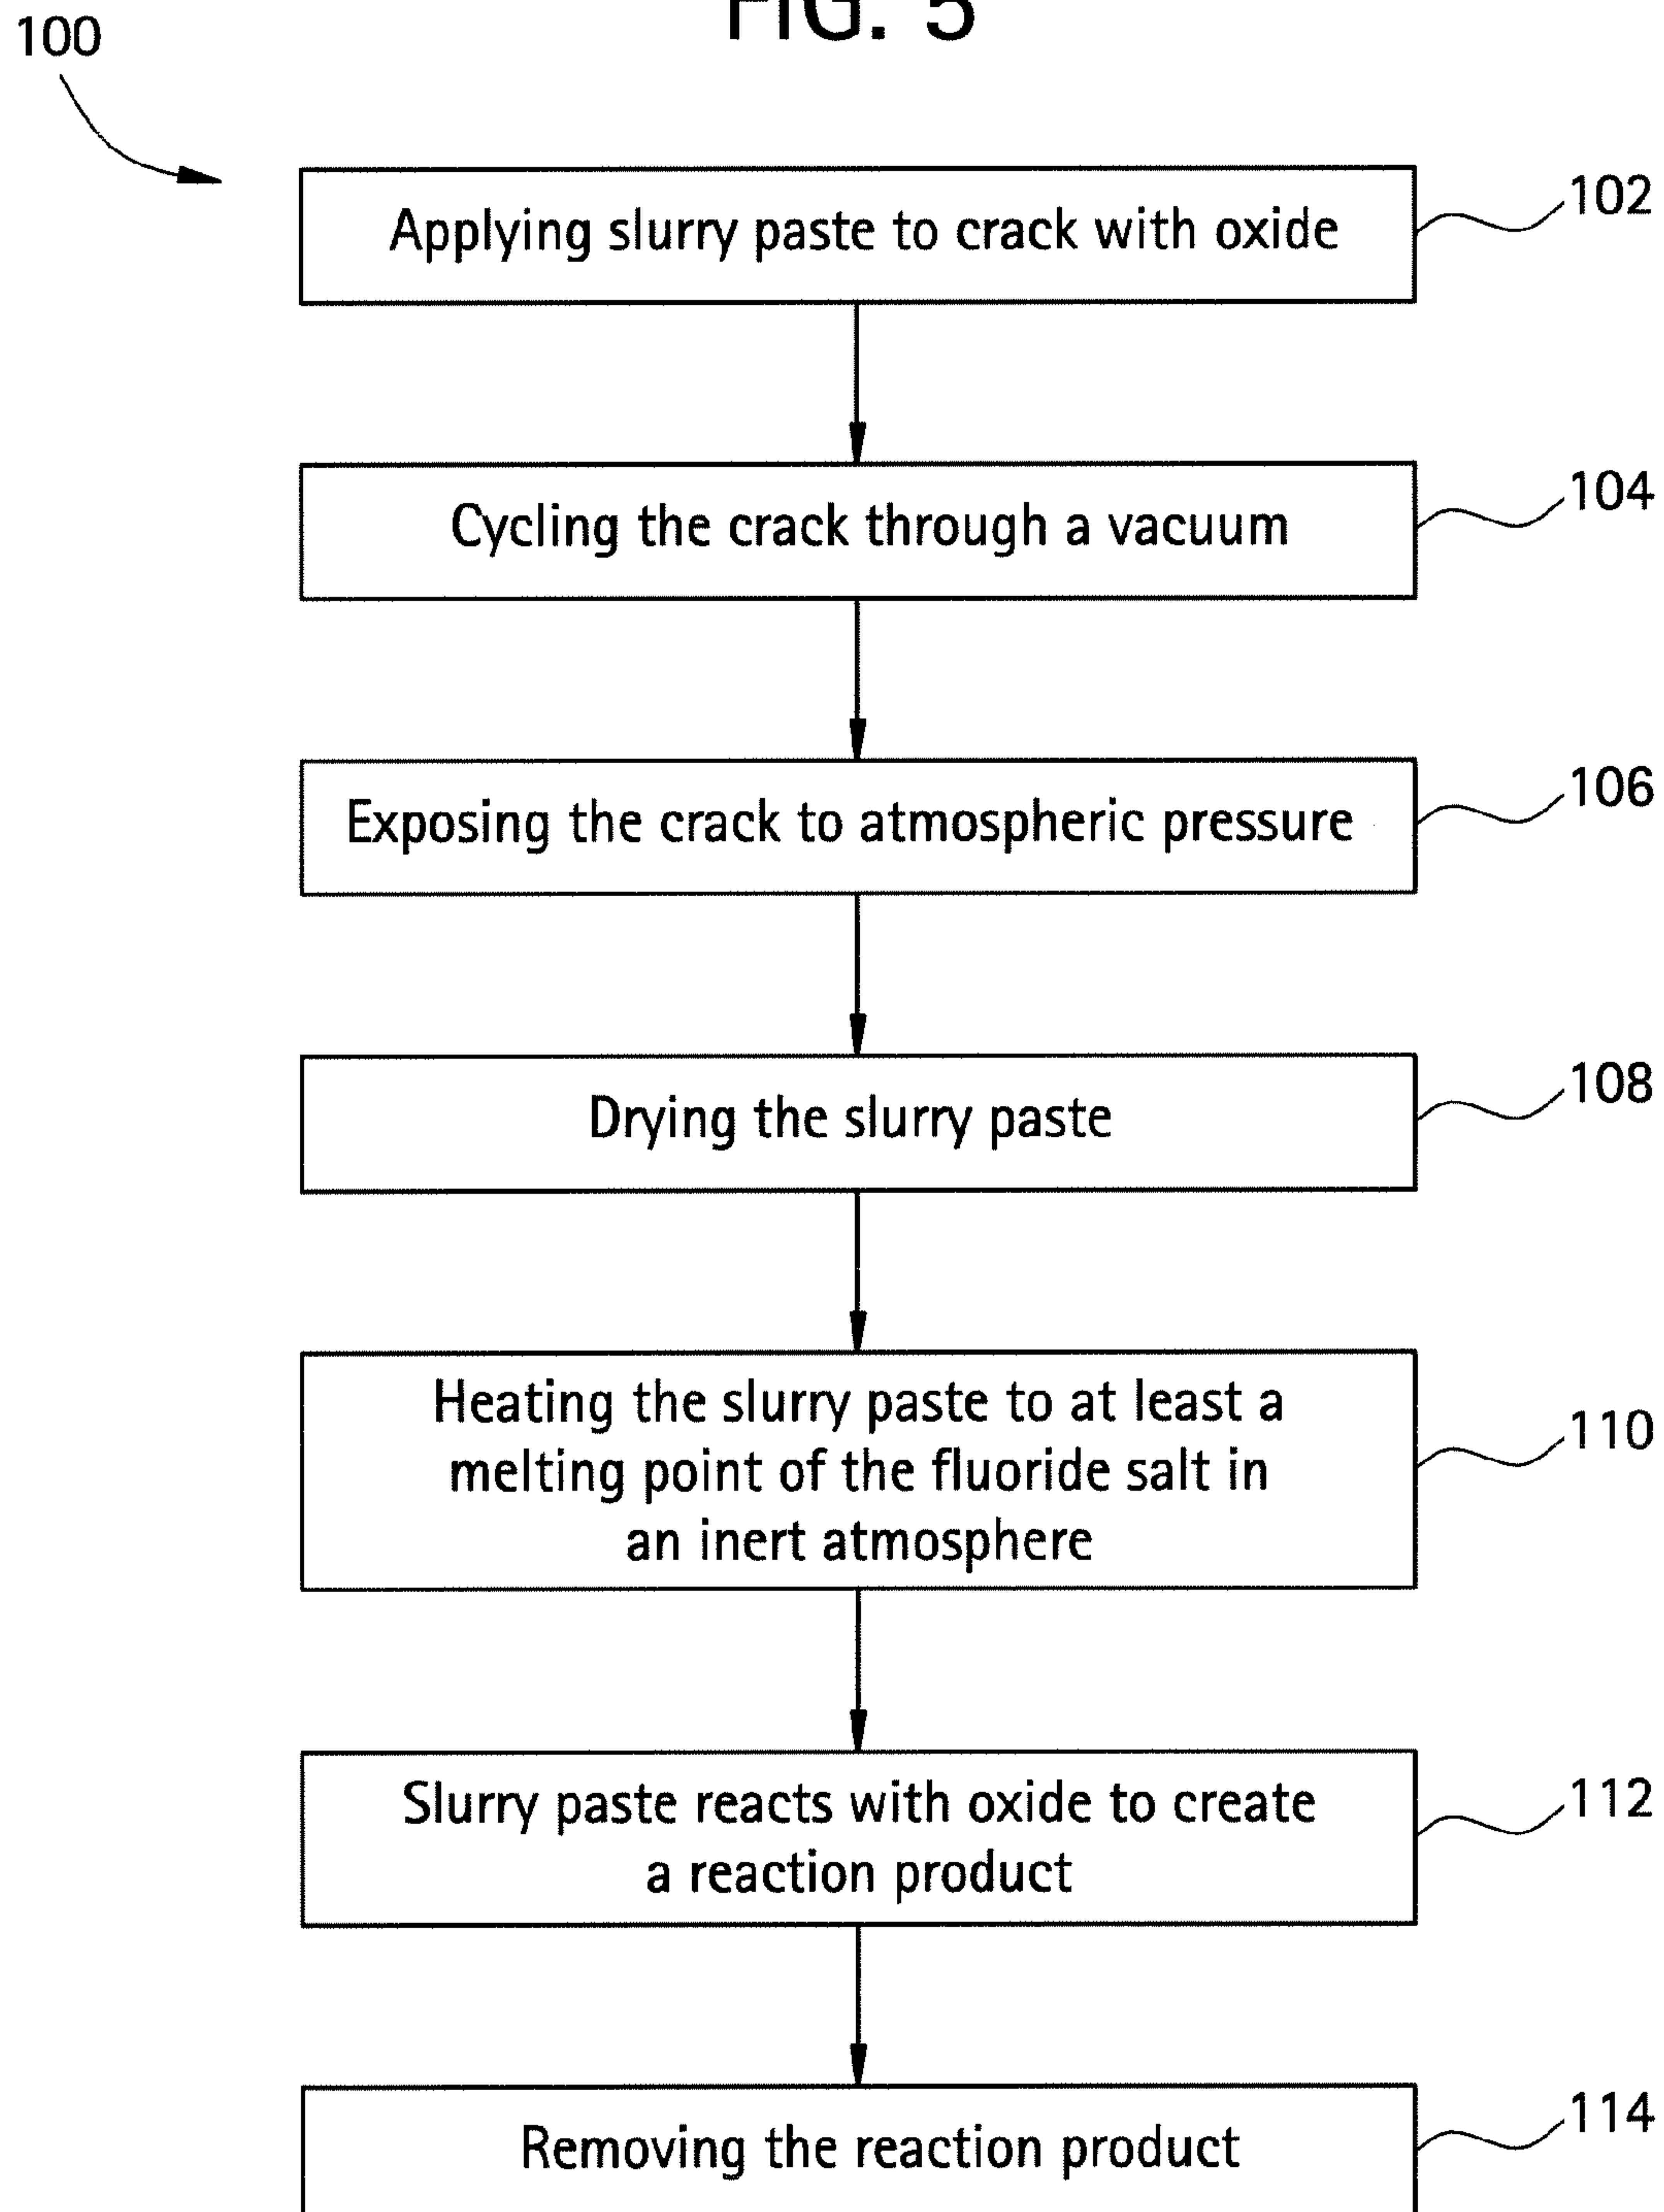 FIG. 5
100
Applying slurry paste to crack with oxide
102
Cycling the crack through a vacuum
104
Exposing the crack to atmospheric pressure
106
Drying the slurry paste
108
Heating the slurry paste to at least a
melting point of the fluoride salt in
an inert atmosphere
110
Slurry paste reacts with oxide to create
a reaction product
112
Removing the reaction product
114